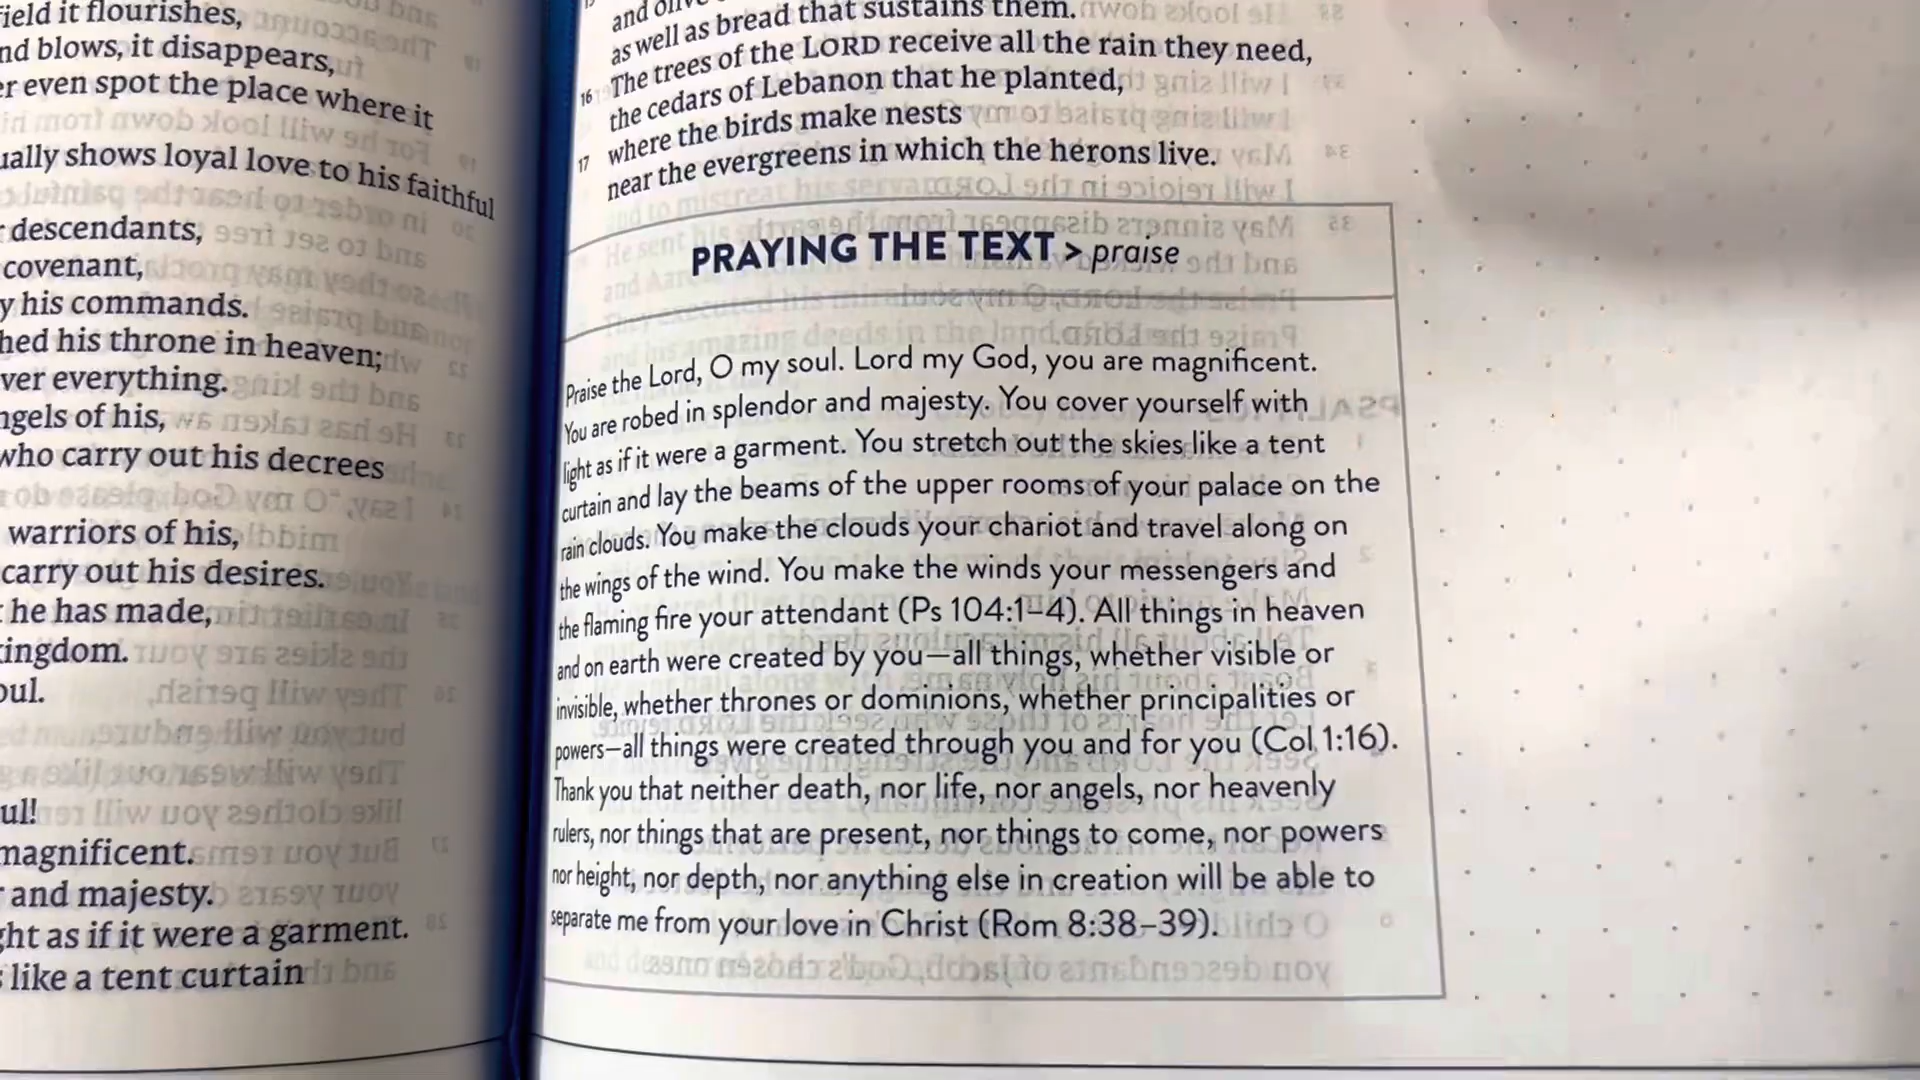 field it flourishes,
blows, it disappears,
even spot the place where it
shows loyal love to his faithful
descendants,
covenant,
his commands.
his throne in heaven;
everything.
of his,
who carry out his decrees
warriors of his,
carry out his desires.
he has made,
magnificent.
and majesty.
as if it were a garment.
like a tent curtain
and
as well as bread that sustains them.
16 The trees of the LORD receive all the rain they need,
the cedars of Lebanon that he planted,
17 where the birds make nests
near the evergreens in which the herons live.
PRAYING THE TEXT > praise
Praise the Lord, O my soul. Lord my God, you are magnificent.
You are robed in splendor and majesty. You cover yourself with
light as if it were a garment. You stretch out the skies like a tent
curtain and lay the beams of the upper rooms of your palace on the
rain clouds. You make the clouds your chariot and travel along on
the wings of the wind. You make the winds your messengers and
the flaming fire your attendant (Ps 104:1–4). All things in heaven
and on earth were created by you—all things, whether visible or
invisible, whether thrones or dominions, whether principalities or
powers—all things were created through you and for you (Col 1:16).
Thank you that neither death, nor life, nor angels, nor heavenly
rulers, nor things that are present, nor things to come, nor powers
nor height, nor depth, nor anything else in creation will be able to
separate me from your love in Christ (Rom 8:38–39).